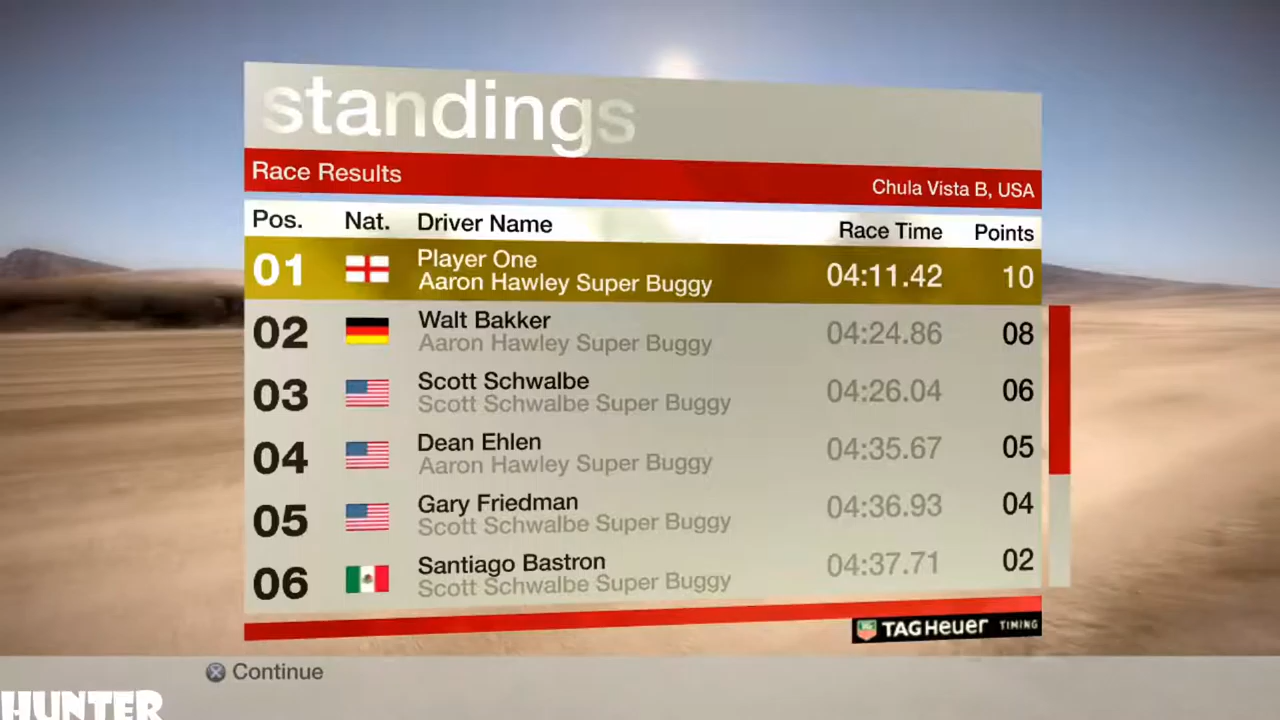 standings
Race Results
Chula Vista B, USA
Pos. Nat. Driver Name Race Time Points
01 Player One 04:11.42 10
Aaron Hawley Super Buggy
02 Walt Bakker 04:24.86 08
Aaron Hawley Super Buggy
03 Scott Schwalbe 04:26.04 06
Scott Schwalbe Super Buggy
04 Dean Ehlen 04:35.67 05
Aaron Hawley Super Buggy
05 Gary Friedman 04:36.93 04
Scott Schwalbe Super Buggy
06 Santiago Bastron 04:37.71 02
Scott Schwalbe Super Buggy
TAGHeuer TIMING
Continue
HUNTER